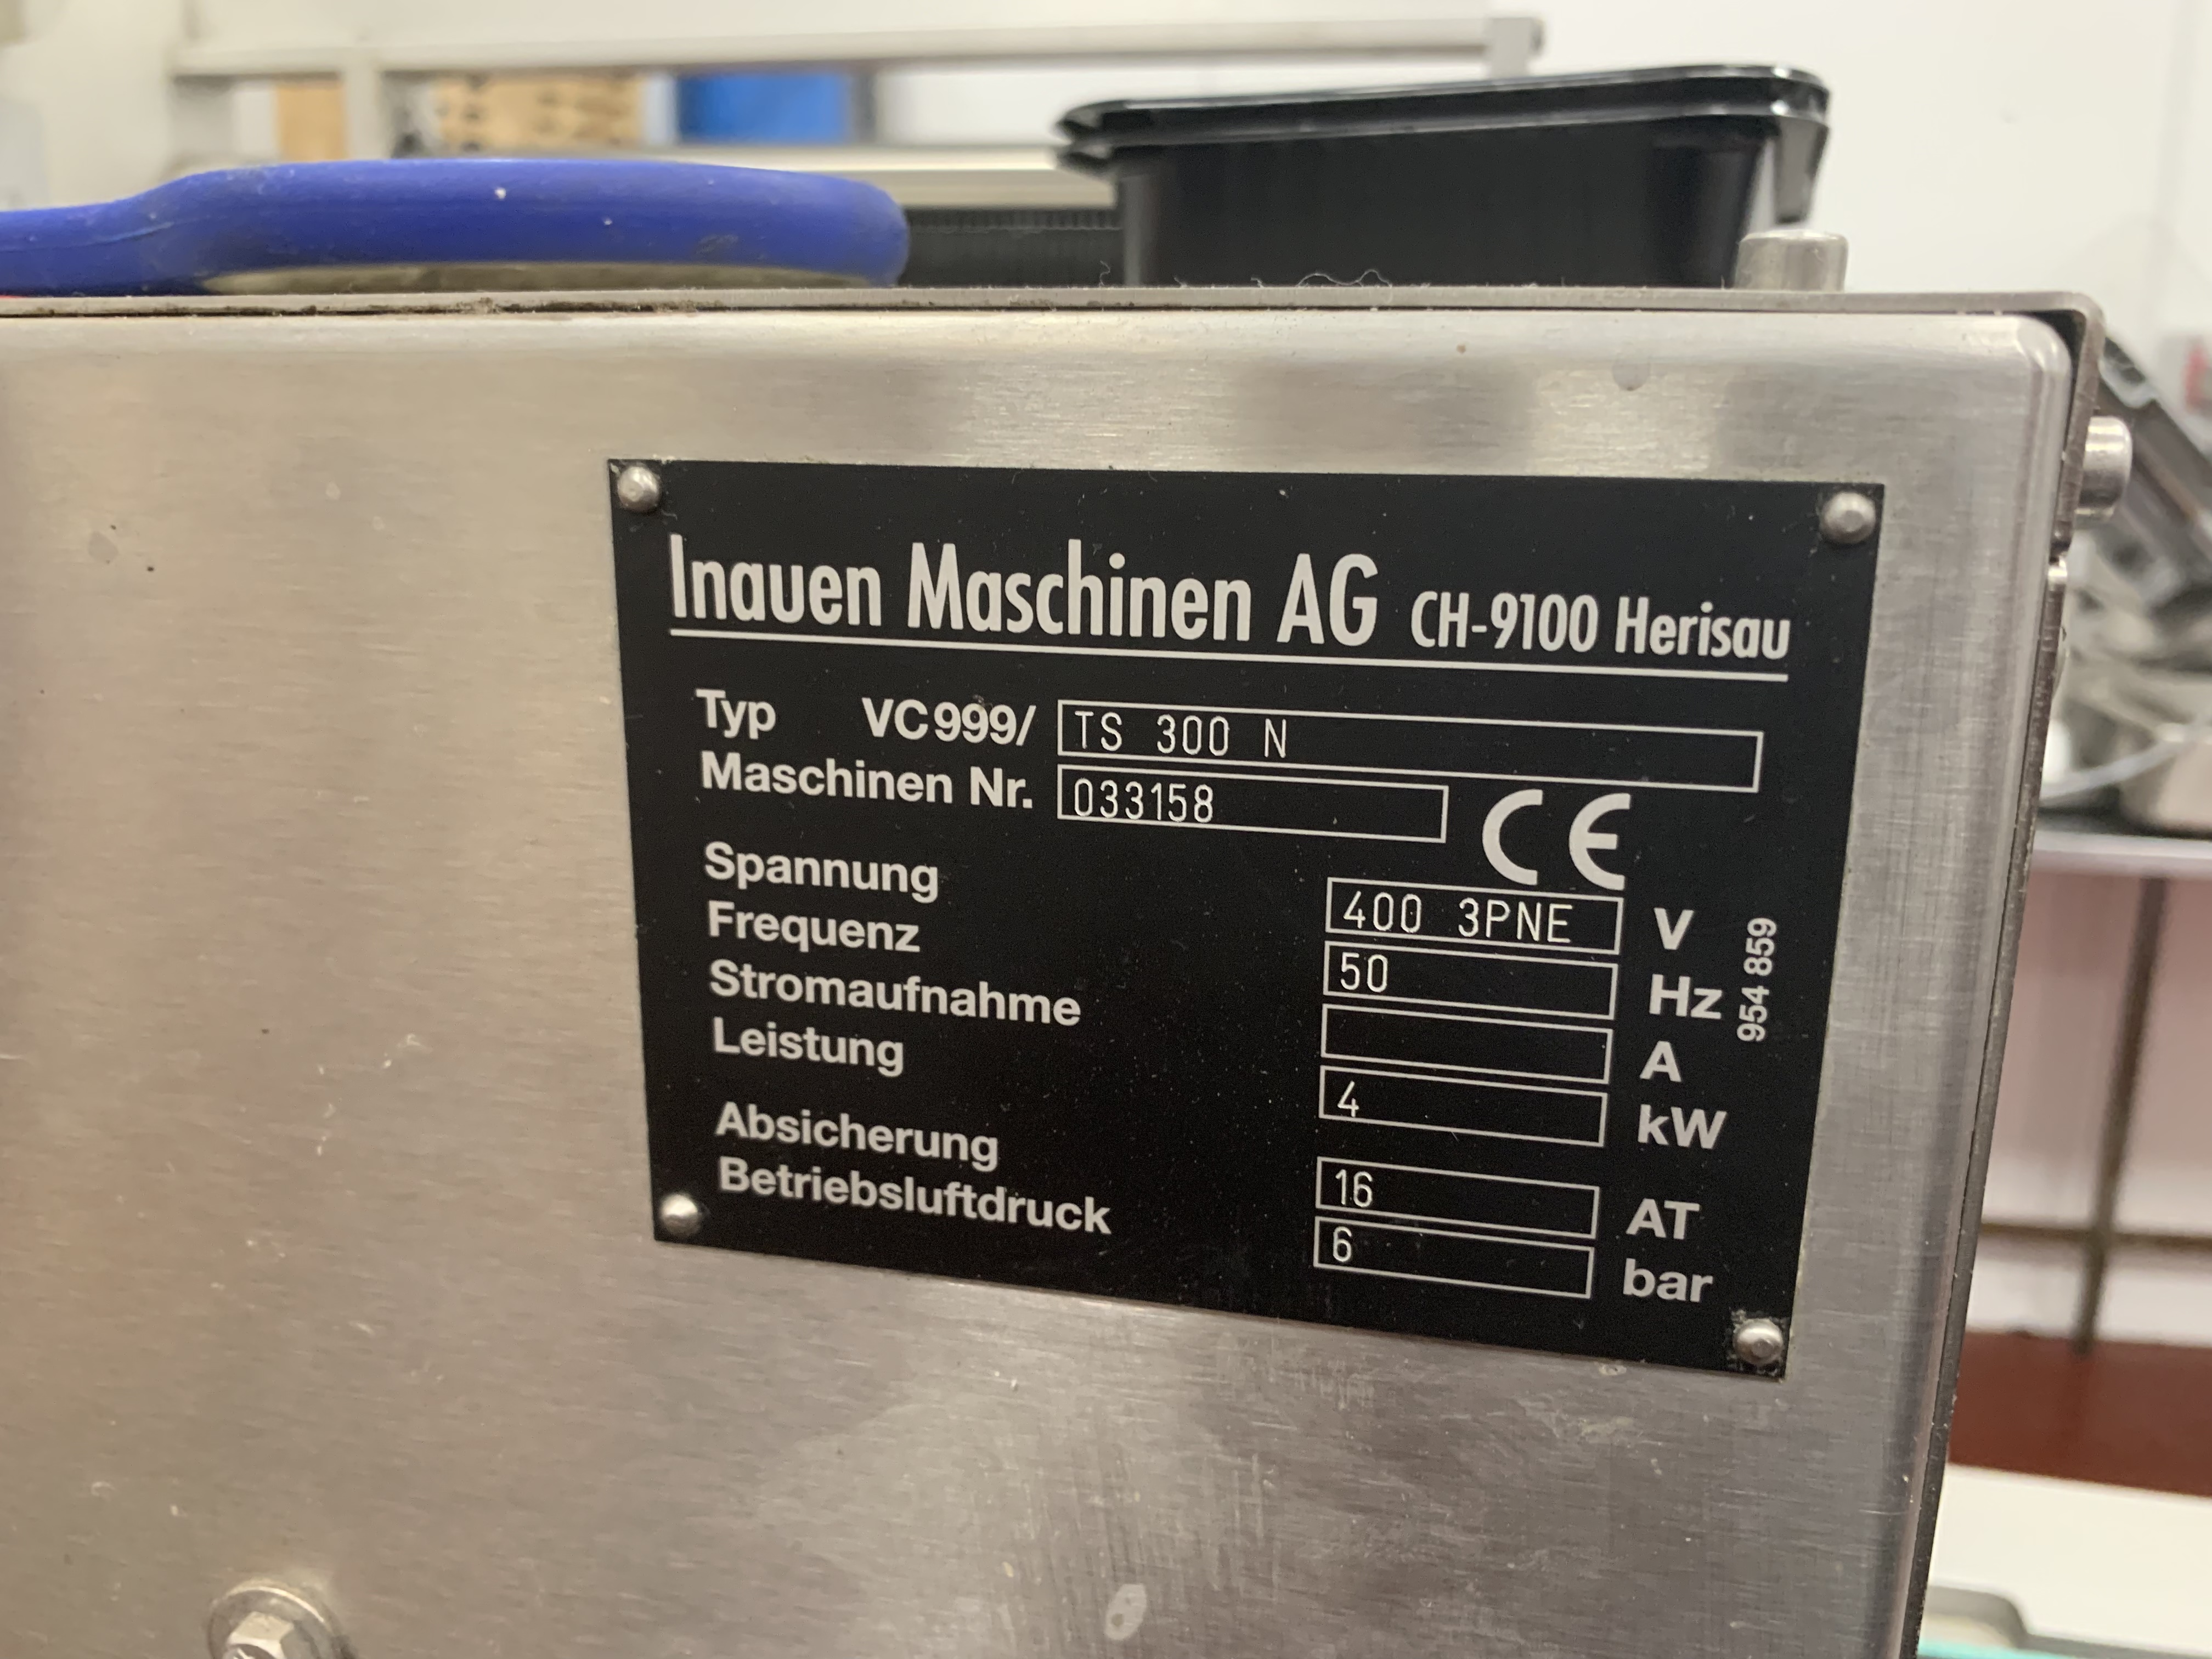 Inauen Maschinen AG CH-9100 Herisau
Typ VC999/ TS 300 N
Maschinen Nr. 033158
CE
Spannung 400 3PNE V
Frequenz 50 Hz
Stromaufnahme A
Leistung 4 kW
Absicherung 16 AT
Betriebsluftdruck 6 bar
954 859